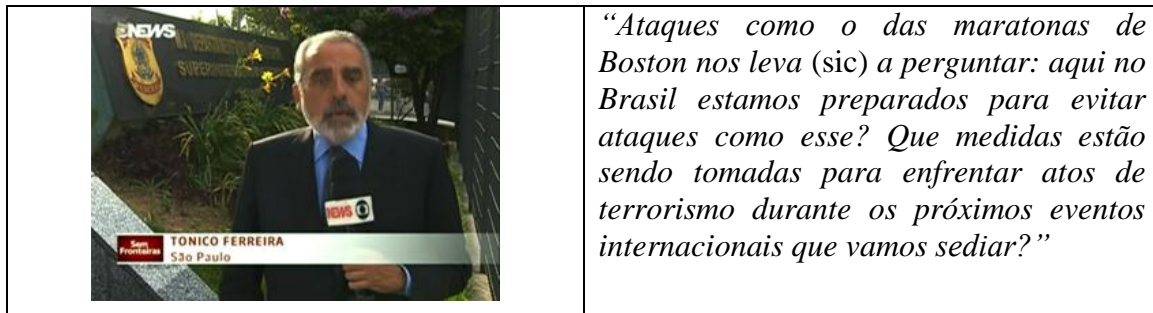 NEWS
SUPERINTEND
NEWS
Sem Fronteiras
TONICO FERREIRA
São Paulo
“Ataques como o das maratonas de
Boston nos leva (sic) a perguntar: aqui no
Brasil estamos preparados para evitar
ataques como esse? Que medidas estão
sendo tomadas para enfrentar atos de
terrorismo durante os próximos eventos
internacionais que vamos sediar?”